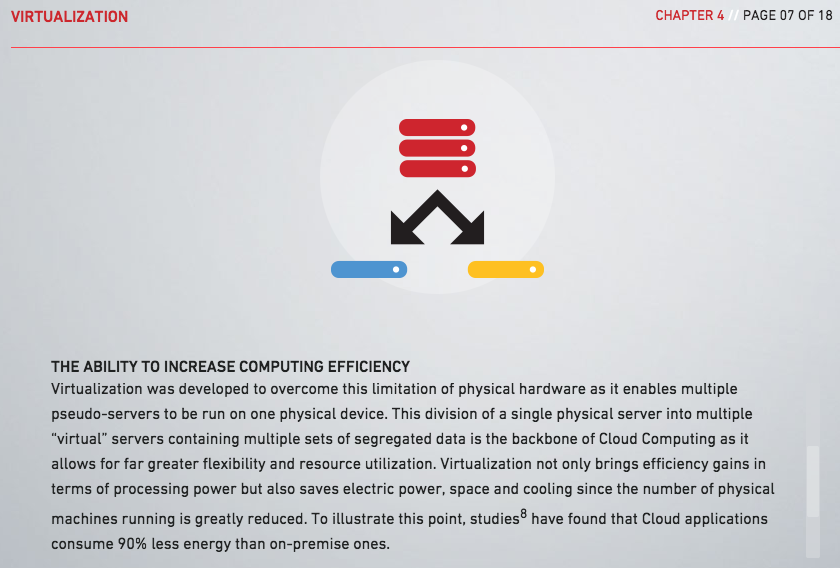 VIRTUALIZATION
CHAPTER 4 // PAGE 07 OF 18
THE ABILITY TO INCREASE COMPUTING EFFICIENCY
Virtualization was developed to overcome this limitation of physical hardware as it enables multiple
pseudo-servers to be run on one physical device. This division of a single physical server into multiple
“virtual” servers containing multiple sets of segregated data is the backbone of Cloud Computing as it
allows for far greater flexibility and resource utilization. Virtualization not only brings efficiency gains in
terms of processing power but also saves electric power, space and cooling since the number of physical
machines running is greatly reduced. To illustrate this point, studies8 have found that Cloud applications
consume 90% less energy than on-premise ones.